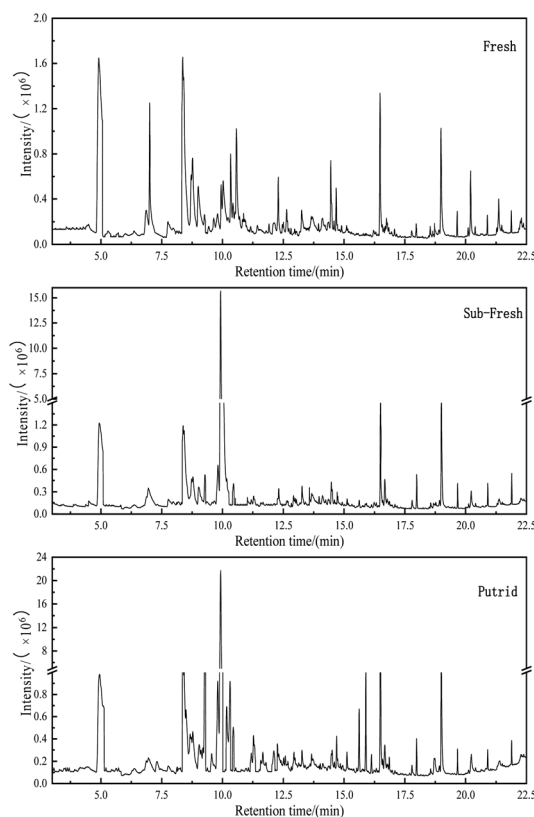 2.0
1.6
1.2
0.8
0.4
0.0
Intensity/( ×10⁶)
Fresh
5.0 7.5 10.0 12.5 15.0 17.5 20.0 22.5
Retention time/(min)
15.0
12.5
10.0
7.5
5.0
1.2
0.9
0.6
0.3
0.0
Intensity/( ×10⁶)
Sub-Fresh
5.0 7.5 10.0 12.5 15.0 17.5 20.0 22.5
Retention time/(min)
24
20
16
12
8
0.8
0.6
0.4
0.2
0.0
Intensity/( ×10⁶)
Putrid
5.0 7.5 10.0 12.5 15.0 17.5 20.0 22.5
Retention time/(min)